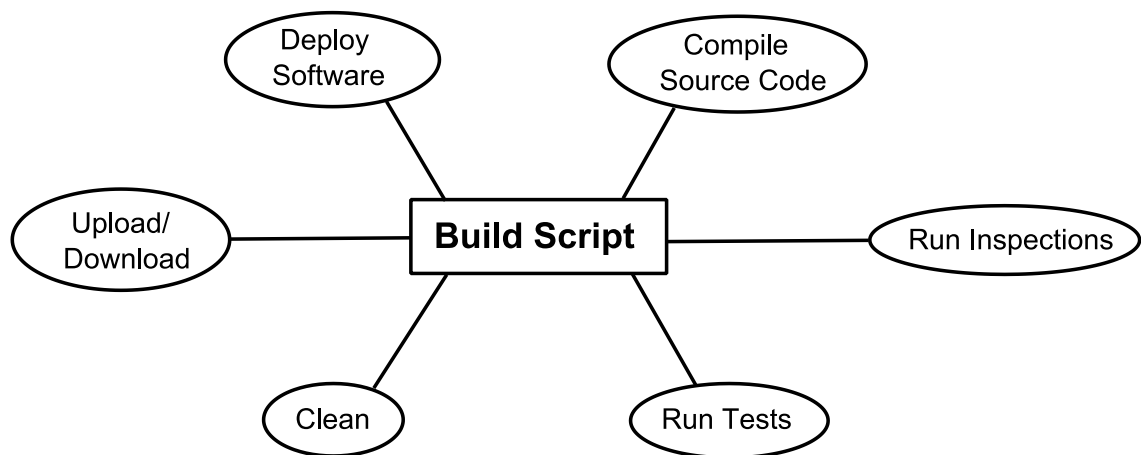 Deploy
Software
Compile
Source Code
Upload/
Download
Build Script
Run Inspections
Clean
Run Tests